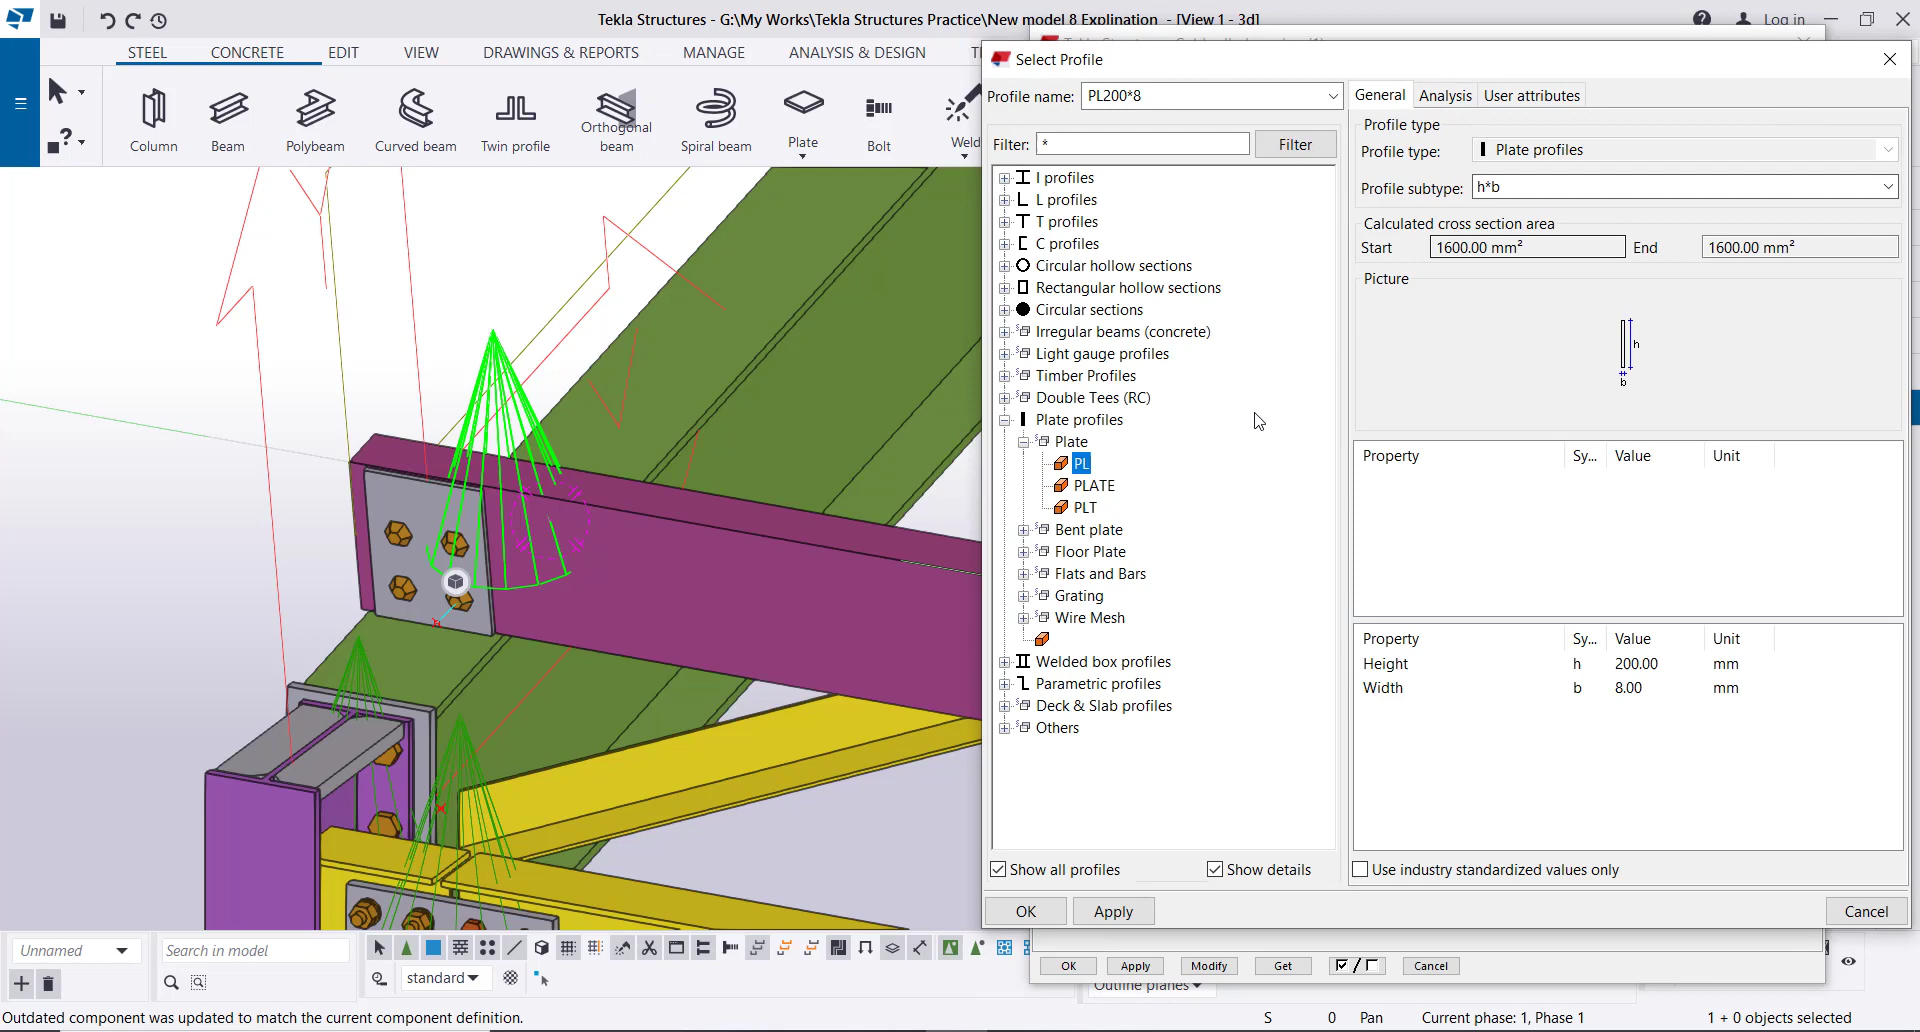 Tekla Structures - G:\My Works\Tekla Structures Practice\New model 8 Explination - [View 1 - 3d]
Log in
STEEL CONCRETE EDIT VIEW DRAWINGS & REPORTS MANAGE ANALYSIS & DESIGN
Column Beam Polybeam Curved beam Twin profile Orthogonal beam Spiral beam Plate Bolt Weld
Select Profile
Profile name: PL200*8
Filter: * Filter
I profiles
L profiles
T profiles
C profiles
Circular hollow sections
Rectangular hollow sections
Circular sections
Irregular beams (concrete)
Light gauge profiles
Timber Profiles
Double Tees (RC)
Plate profiles
Plate
PL
PLATE
PLT
Bent plate
Floor Plate
Flats and Bars
Grating
Wire Mesh
Welded box profiles
Parametric profiles
Deck & Slab profiles
Others
Show all profiles Show details
OK Apply Cancel
General Analysis User attributes
Profile type
Profile type: Plate profiles
Profile subtype: h*b
Calculated cross section area
Start 1600.00 mm² End 1600.00 mm²
Picture
h
b
Property Sy... Value Unit
Property Sy... Value Unit
Height h 200.00 mm
Width b 8.00 mm
Use industry standardized values only
Unnamed Search in model
standard
OK Apply Modify Get / Cancel
Outline planes
Outdated component was updated to match the current component definition.
S 0 Pan Current phase: 1, Phase 1 1 + 0 objects selected